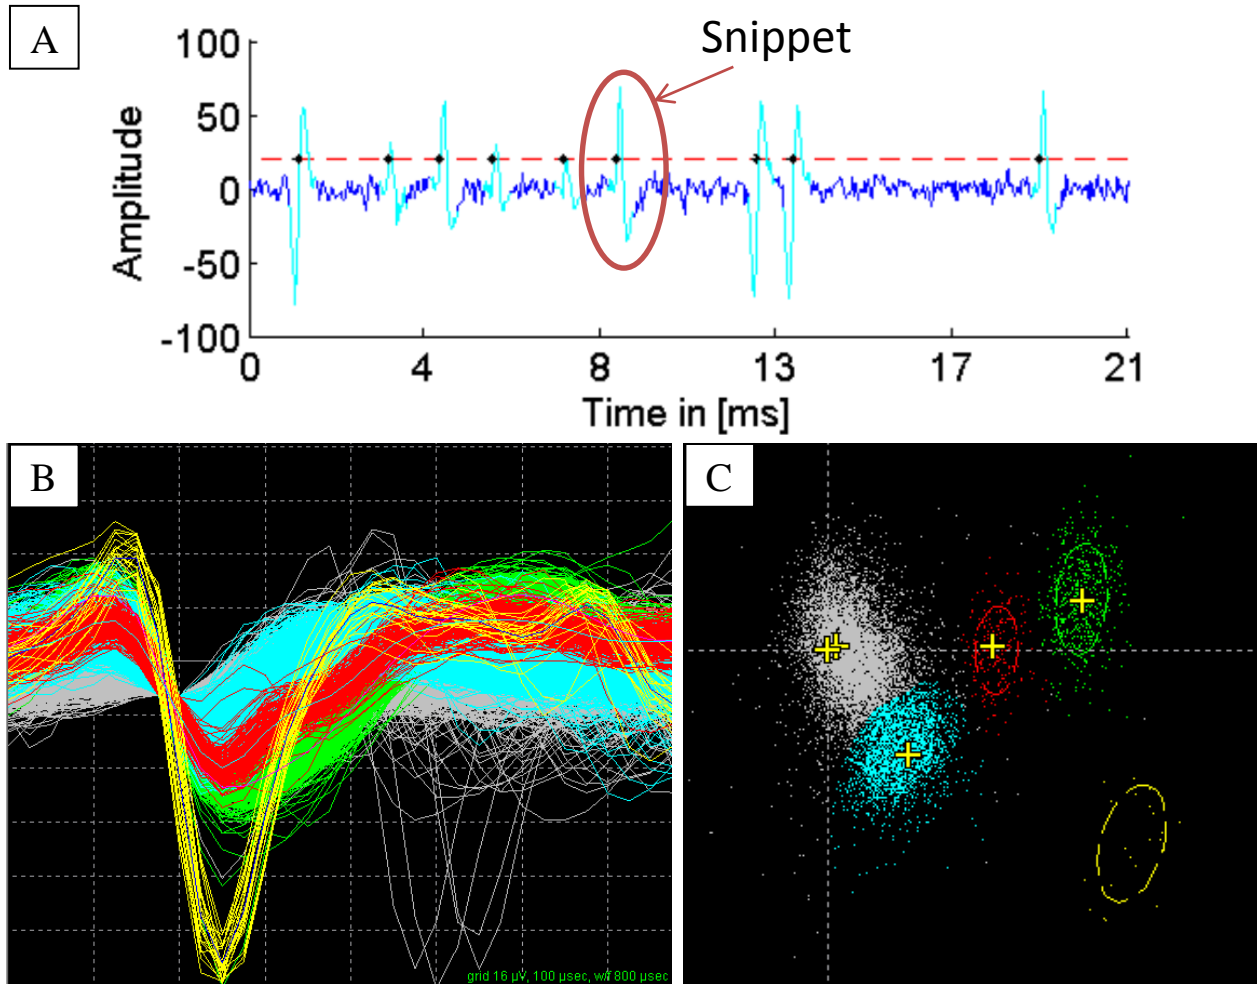 A
Snippet
100
50
0
-50
-100
Amplitude
0 4 8 13 17 21
Time in [ms]
B
grid 16 µV, 100 µsec, w/f 800 µsec
C